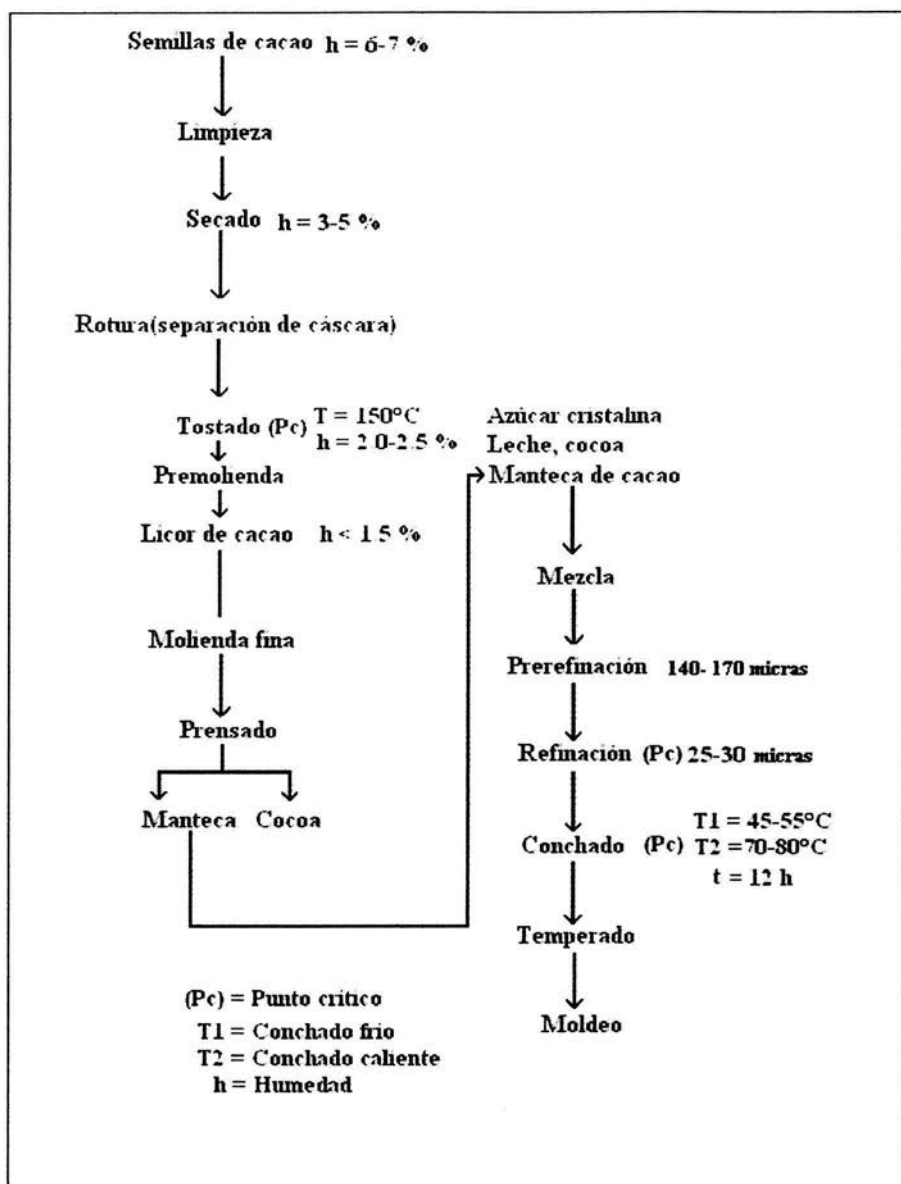 Semillas de cacao h = 6-7 %
Limpieza
Secado h = 3-5 %
Rotura(separación de cáscara)
Tostado (Pc) T = 150°C
h = 2.0-2.5 %
Premolienda
Licor de cacao h < 1.5 %
Molienda fina
Prensado
Manteca Cocoa
Azúcar cristalina
Leche, cocoa
Manteca de cacao
Mezcla
Prerefinación 140- 170 micras
Refinación (Pc) 25-30 micras
Conchado (Pc) T1 = 45-55°C
T2 =70-80°C
t = 12 h
Temperado
Moldeo
(Pc) = Punto crítico
T1 = Conchado frio
T2 = Conchado caliente
h = Humedad